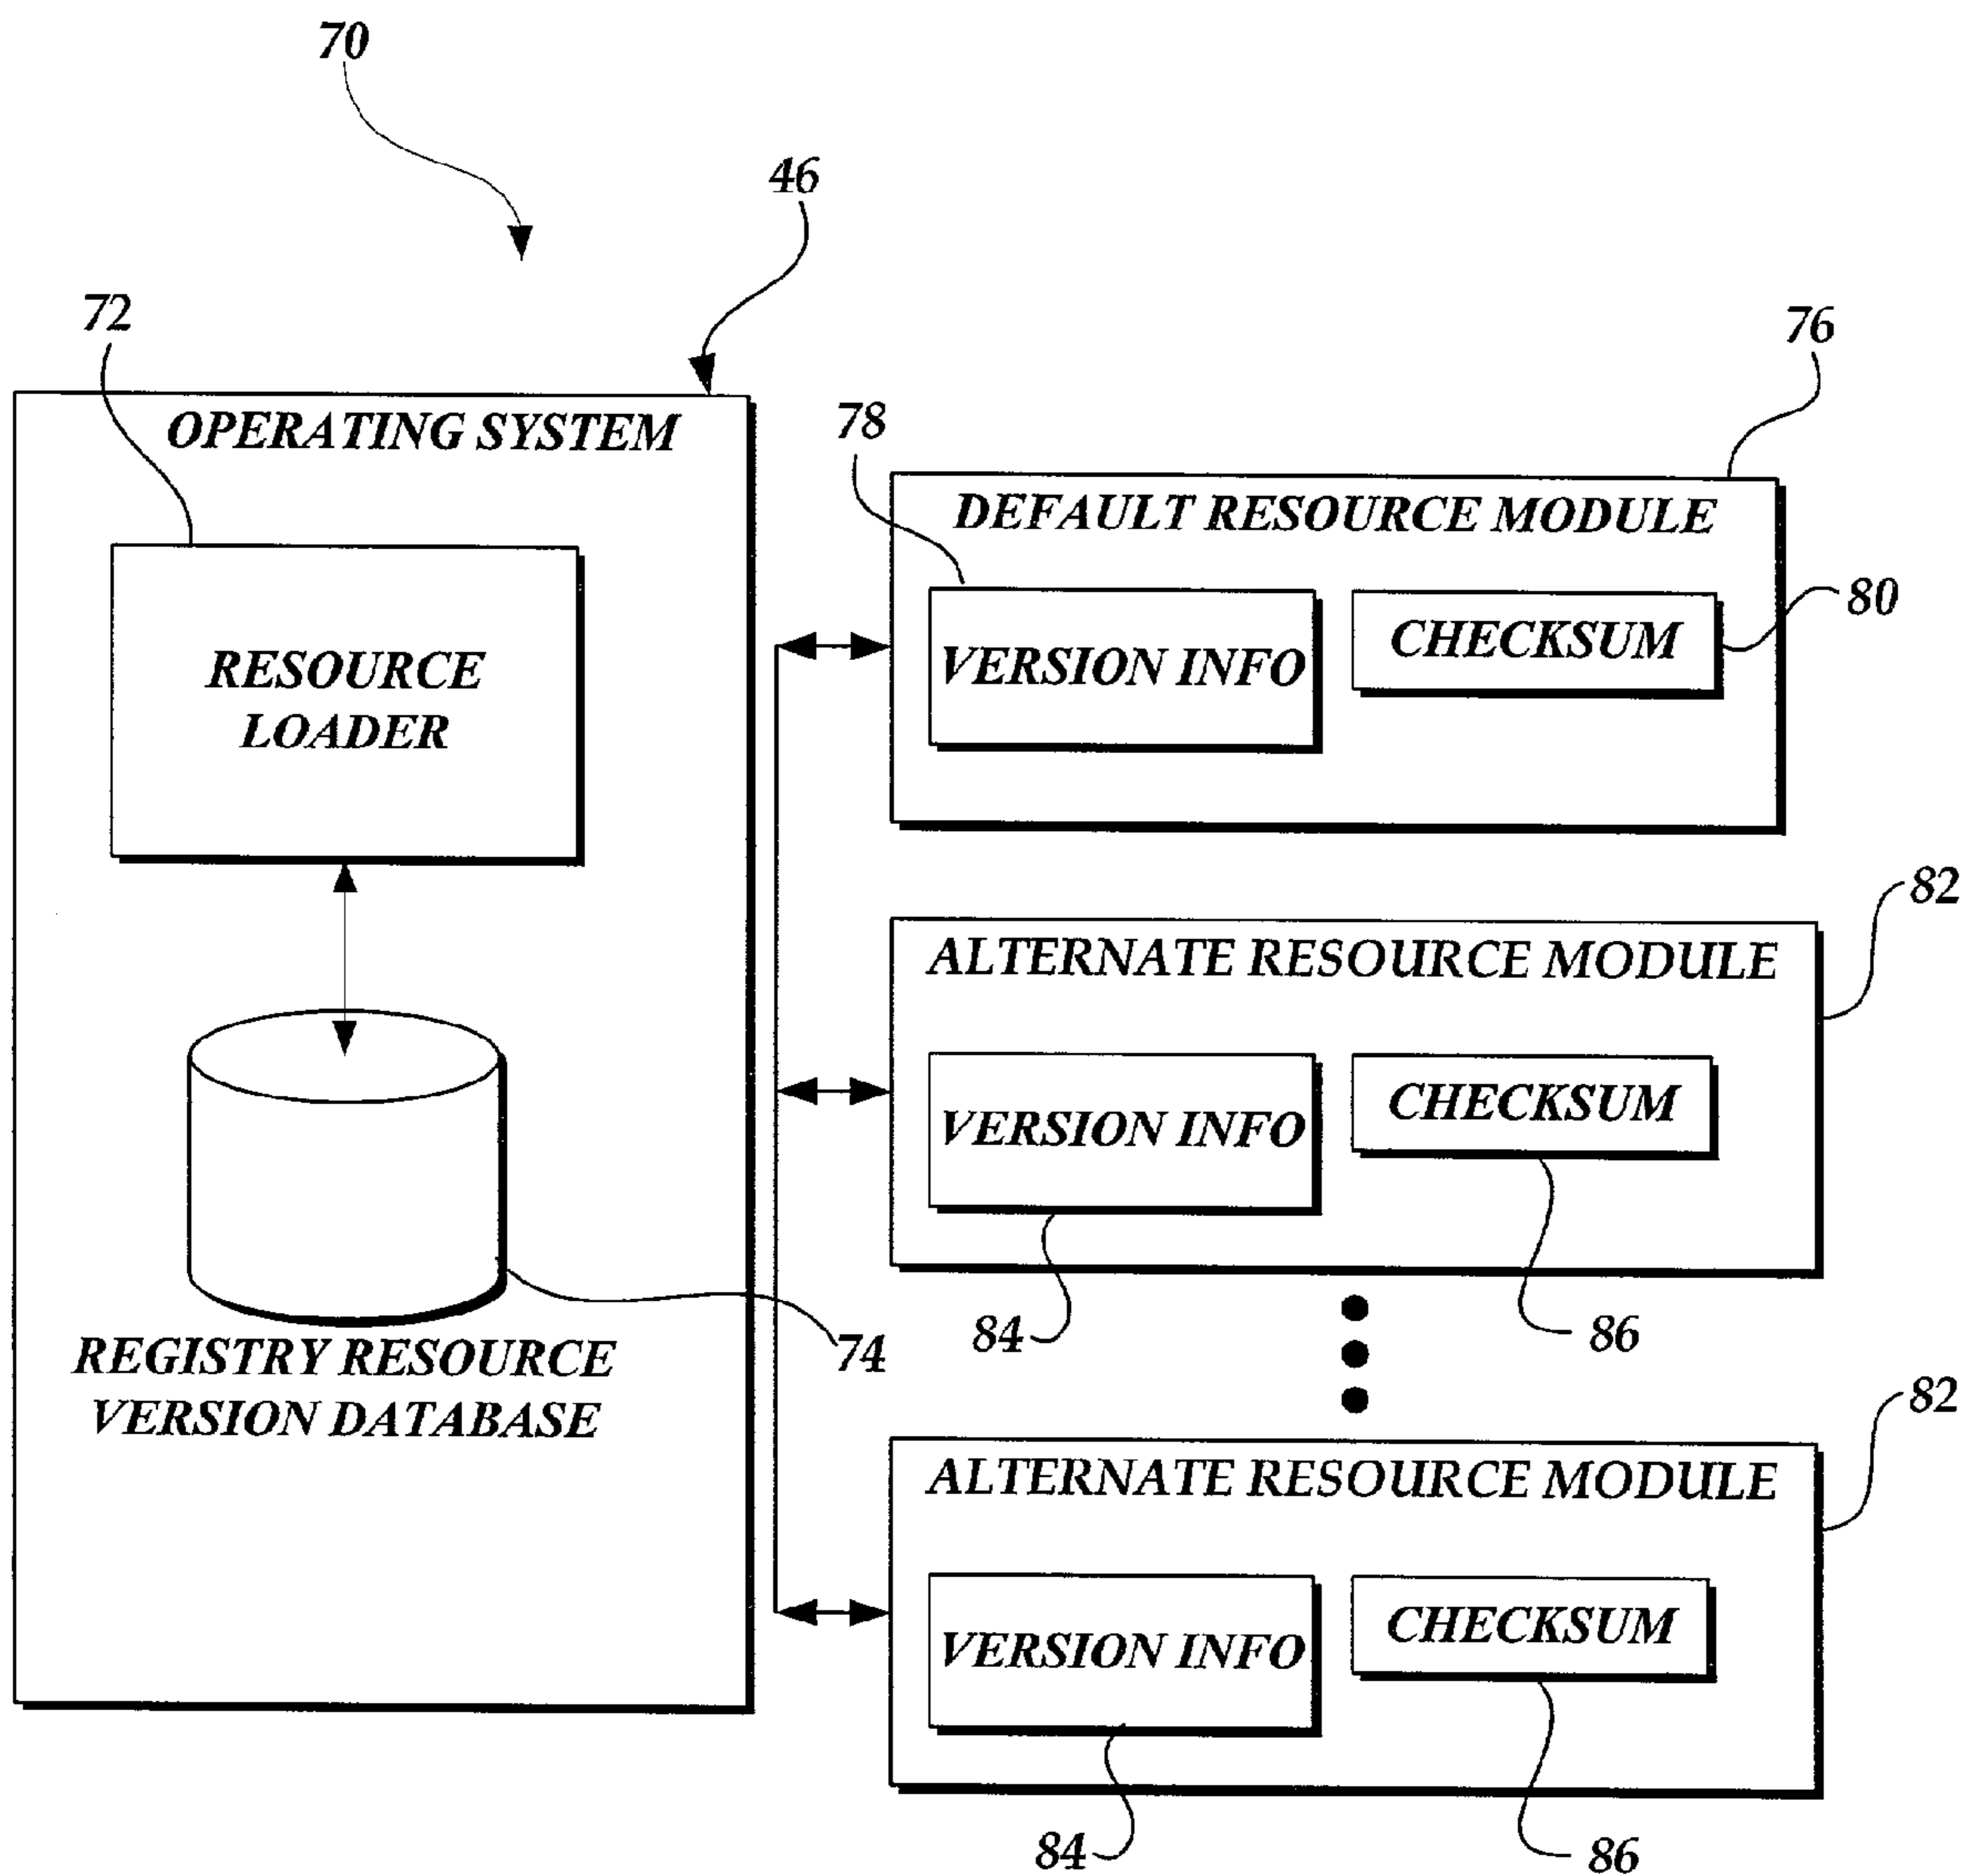 70
46
72
76
OPERATING SYSTEM
78
DEFAULT RESOURCE MODULE
80
VERSION INFO
CHECKSUM
RESOURCE
LOADER
82
ALTERNATE RESOURCE MODULE
VERSION INFO
CHECKSUM
84
86
74
REGISTRY RESOURCE
VERSION DATABASE
82
ALTERNATE RESOURCE MODULE
VERSION INFO
CHECKSUM
84
86